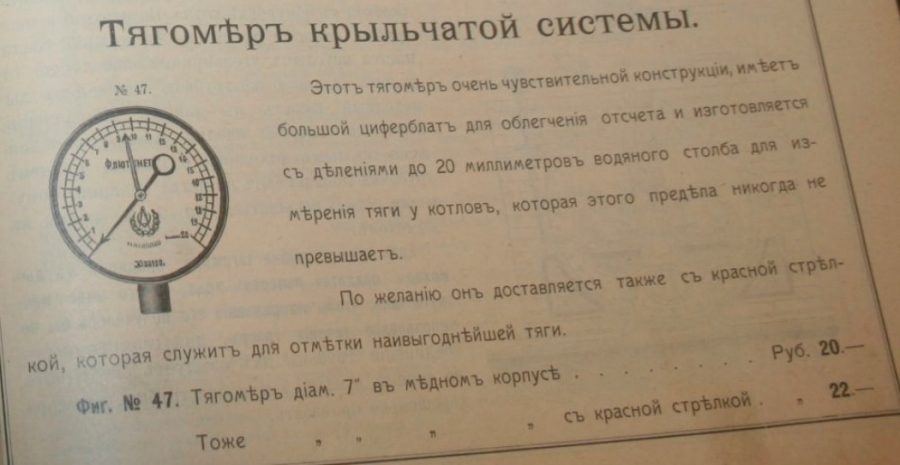 Тягомѣръ крыльчатой системы.
№ 47.
Этотъ тягомѣръ очень чувствительной конструкціи, имѣетъ
большой циферблатъ для облегченія отсчета и изготовляется
съ дѣленіями до 20 миллиметровъ водяного столба для из-
мѣренія тяги у котловъ, которая этого предѣла никогда не
превышаетъ.
По желанію онъ доставляется также съ красной стрѣл-
кой, которая служитъ для отмѣтки наивыгоднѣйшей тяги.
Фиг. № 47. Тягомѣръ діам. 7" въ мѣдномъ корпусѣ . . . . . . . . Руб. 20.—
Тоже „ „ „ „ съ красной стрѣлкой . „ 22.—